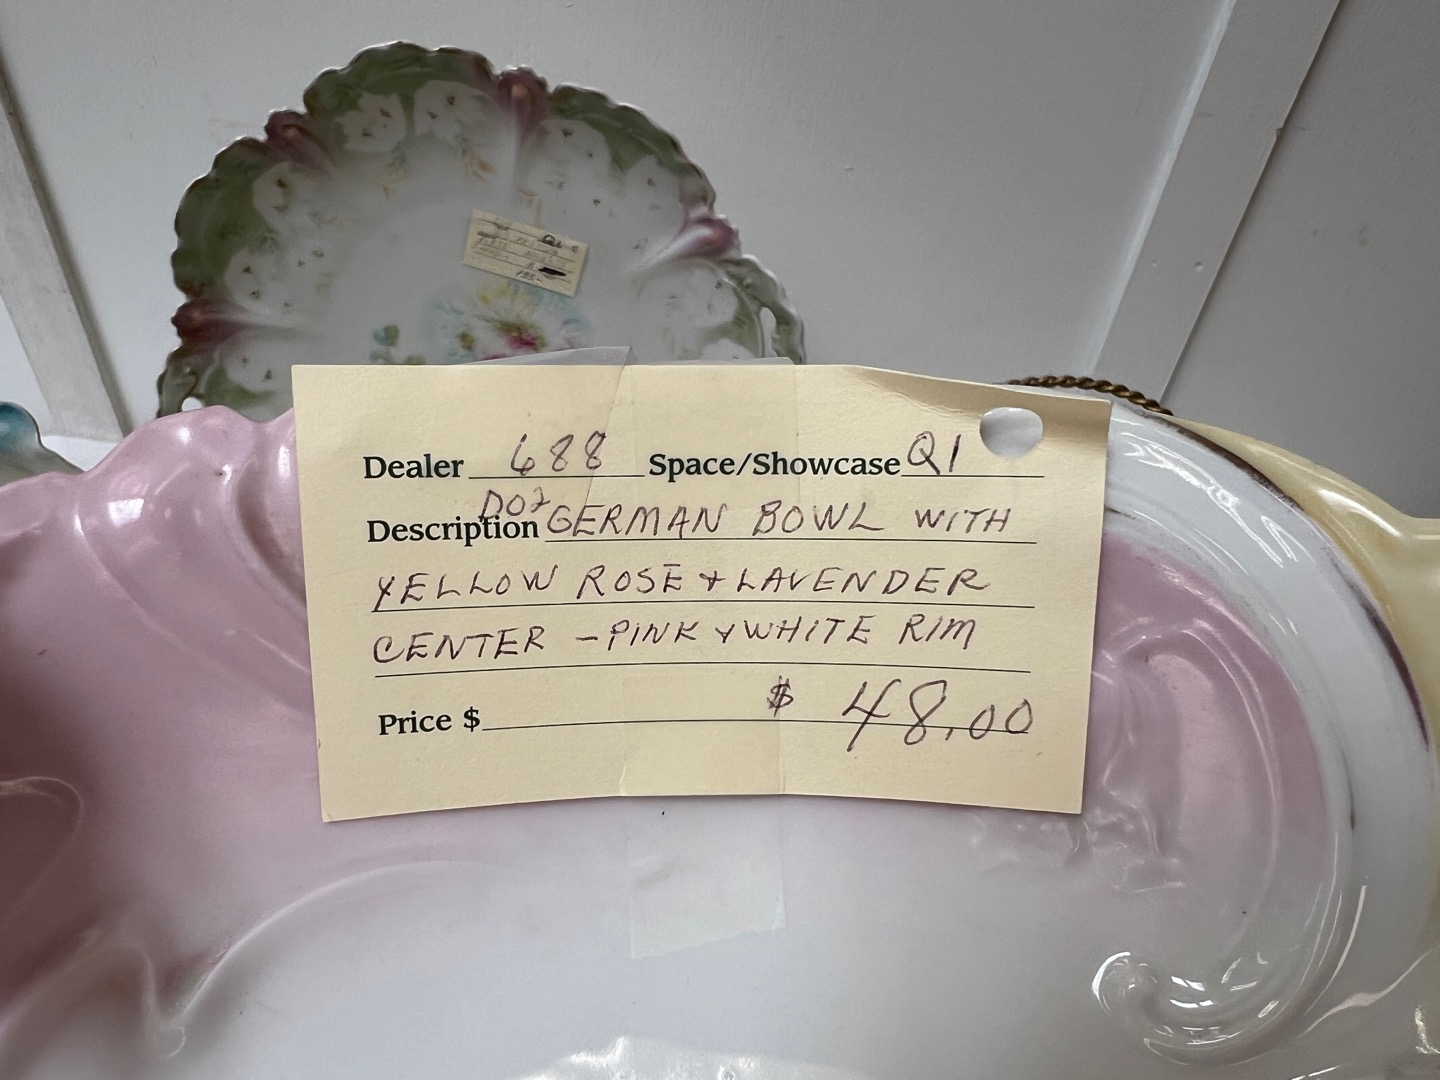 Dealer 688 Space/Showcase Q1
Description GERMAN BOWL WITH
YELLOW ROSE + LAVENDER
CENTER - PINK + WHITE RIM
Price $ $ 48.00